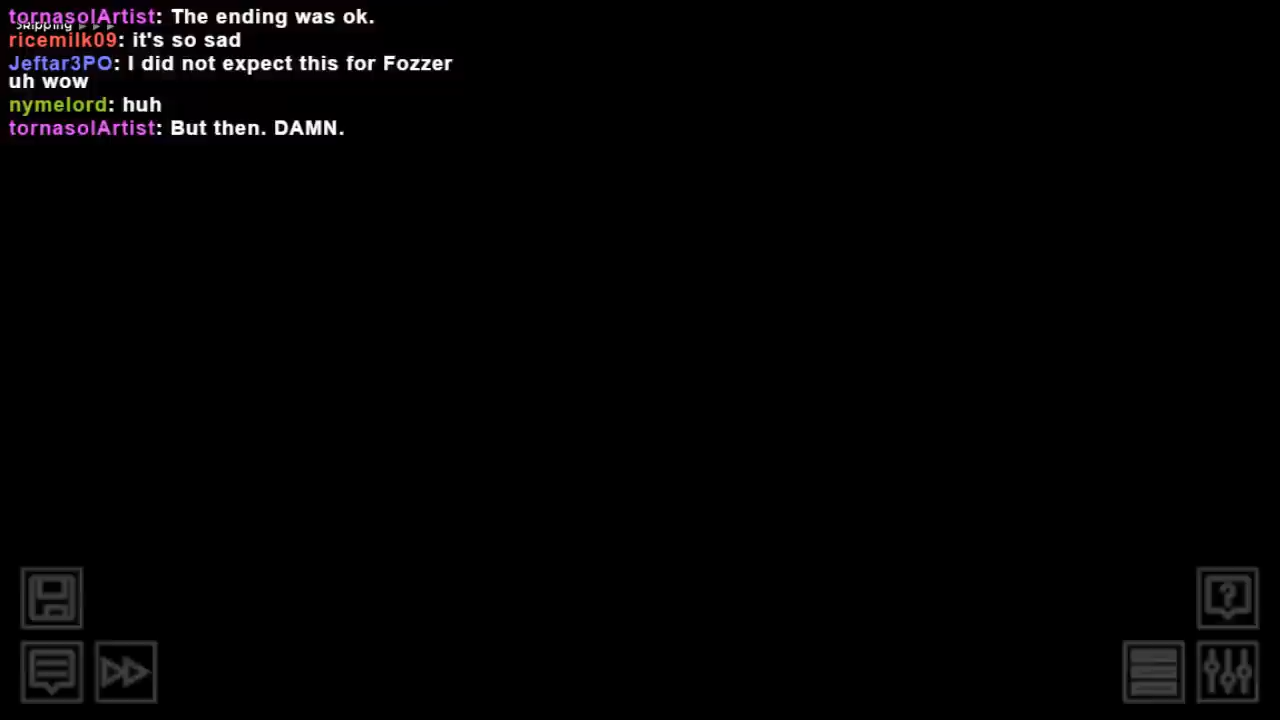 tornasolArtist: The ending was ok.
Skipping
ricemilk09: it's so sad
Jeftar3PO: I did not expect this for Fozzer
uh wow
nymelord: huh
tornasolArtist: But then. DAMN.
?